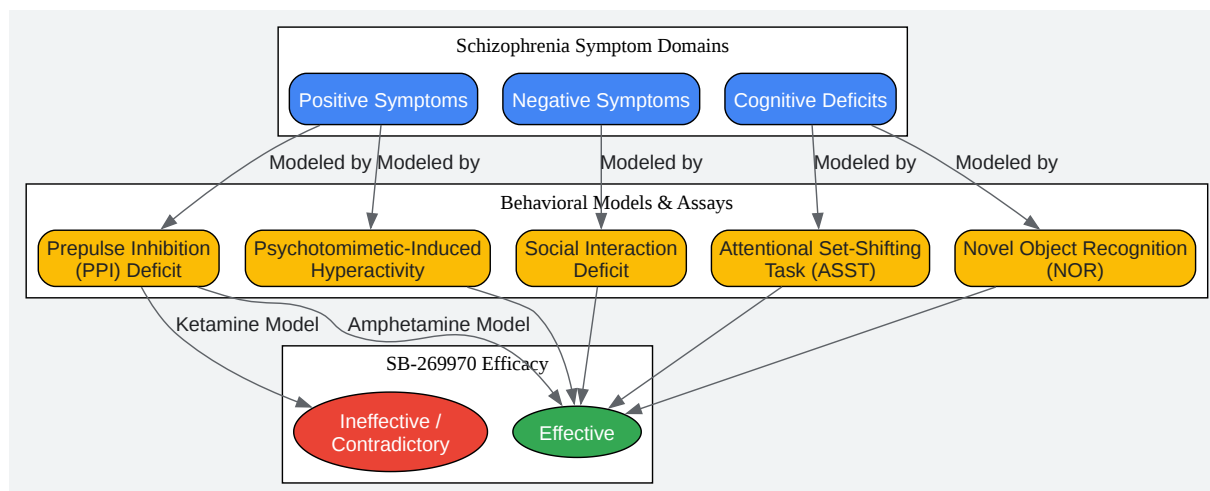 Schizophrenia Symptom Domains
Positive Symptoms
Negative Symptoms
Cognitive Deficits
Modeled by
Modeled by
Modeled by
Modeled by
Modeled by
Behavioral Models & Assays
Prepulse Inhibition
(PPI) Deficit
Psychotomimetic-Induced
Hyperactivity
Social Interaction
Deficit
Attentional Set-Shifting
Task (ASST)
Novel Object Recognition
(NOR)
Ketamine Model
Amphetamine Model
SB-269970 Efficacy
Ineffective /
Contradictory
Effective